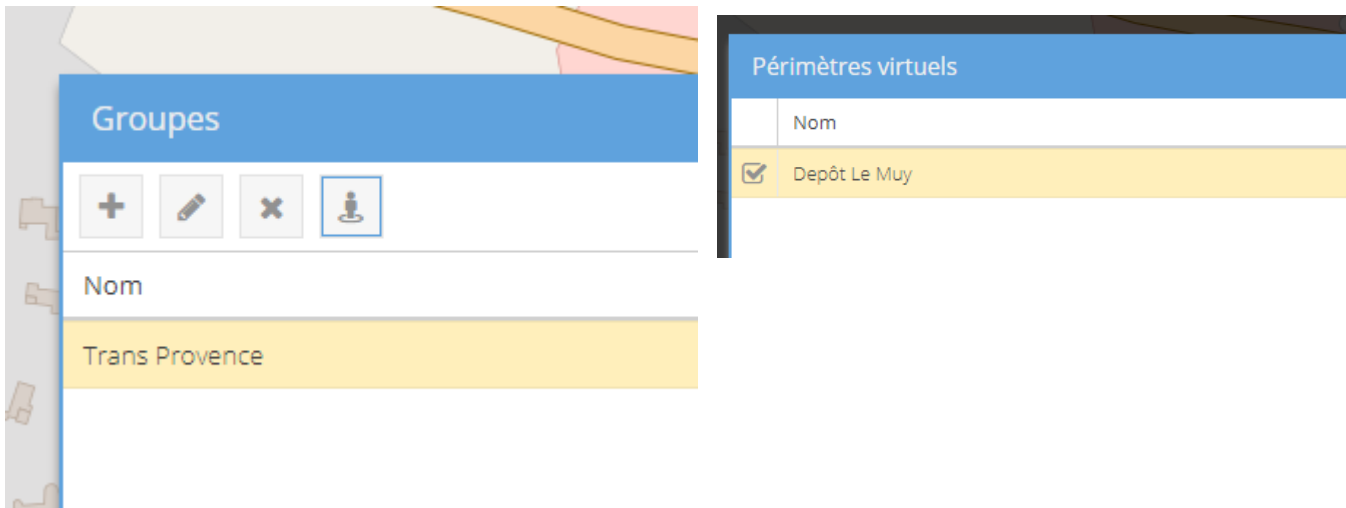 Groupes
Nom
Trans Provence
Périmètres virtuels
Nom
Depôt Le Muy